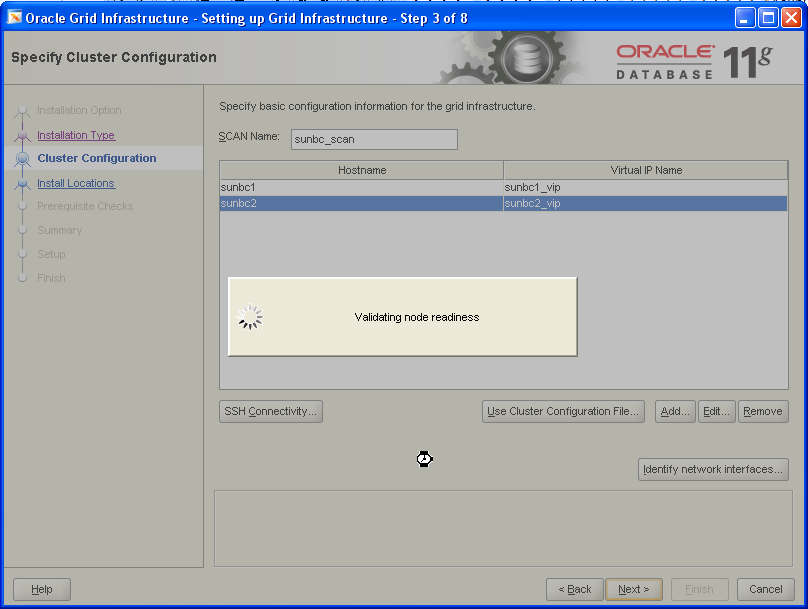 Oracle Grid Infrastructure - Setting up Grid Infrastructure - Step 3 of 8
Specify Cluster Configuration
ORACLE
DATABASE
11g
Installation Option
Installation Type
Cluster Configuration
Install Locations
Prerequisite Checks
Summary
Setup
Finish
Specify basic configuration information for the grid infrastructure.
SCAN Name: sunbc_scan
Hostname Virtual IP Name
sunbc1 sunbc1_vip
sunbc2 sunbc2_vip
Validating node readiness
SSH Connectivity... Use Cluster Configuration File... Add... Edit... Remove
Identify network interfaces...
Help < Back Next > Finish Cancel